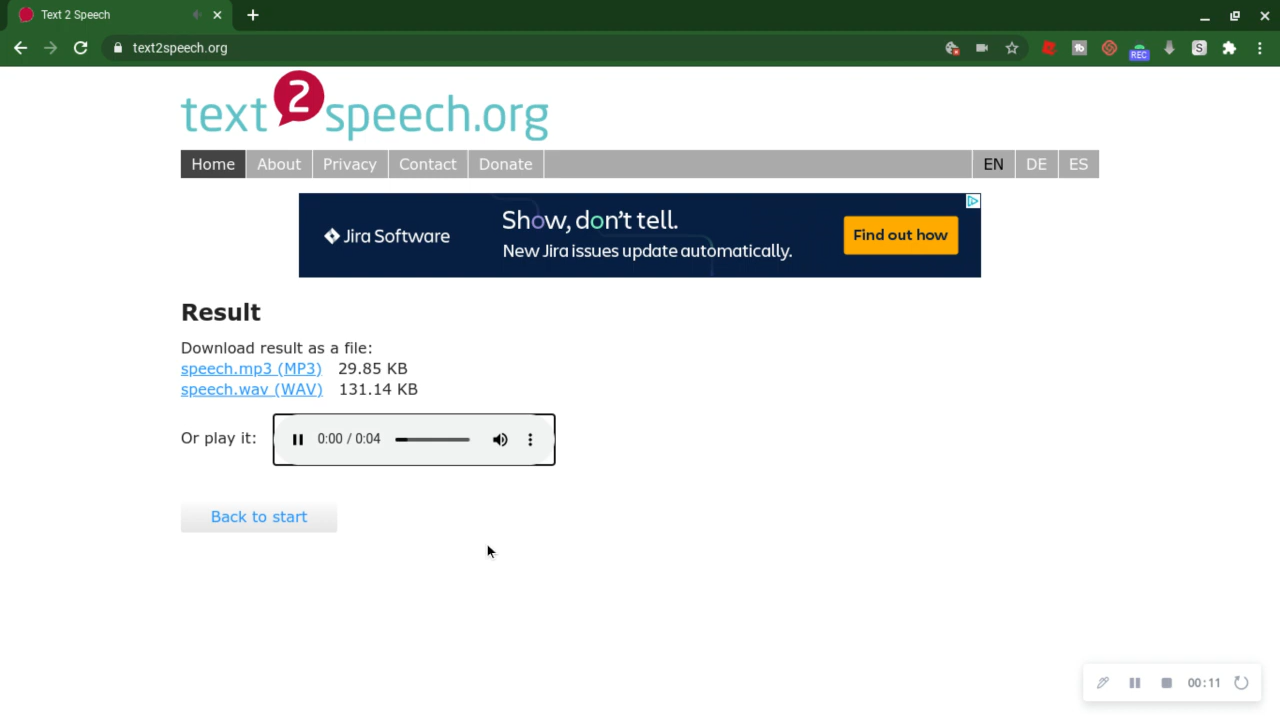 Text 2 Speech
text2speech.org
REC
S
text2speech.org
Home About Privacy Contact Donate EN DE ES
Jira Software
Show, don't tell.
New Jira issues update automatically.
Find out how
Result
Download result as a file:
speech.mp3 (MP3) 29.85 KB
speech.wav (WAV) 131.14 KB
Or play it: 0:00 / 0:04
Back to start
00:11